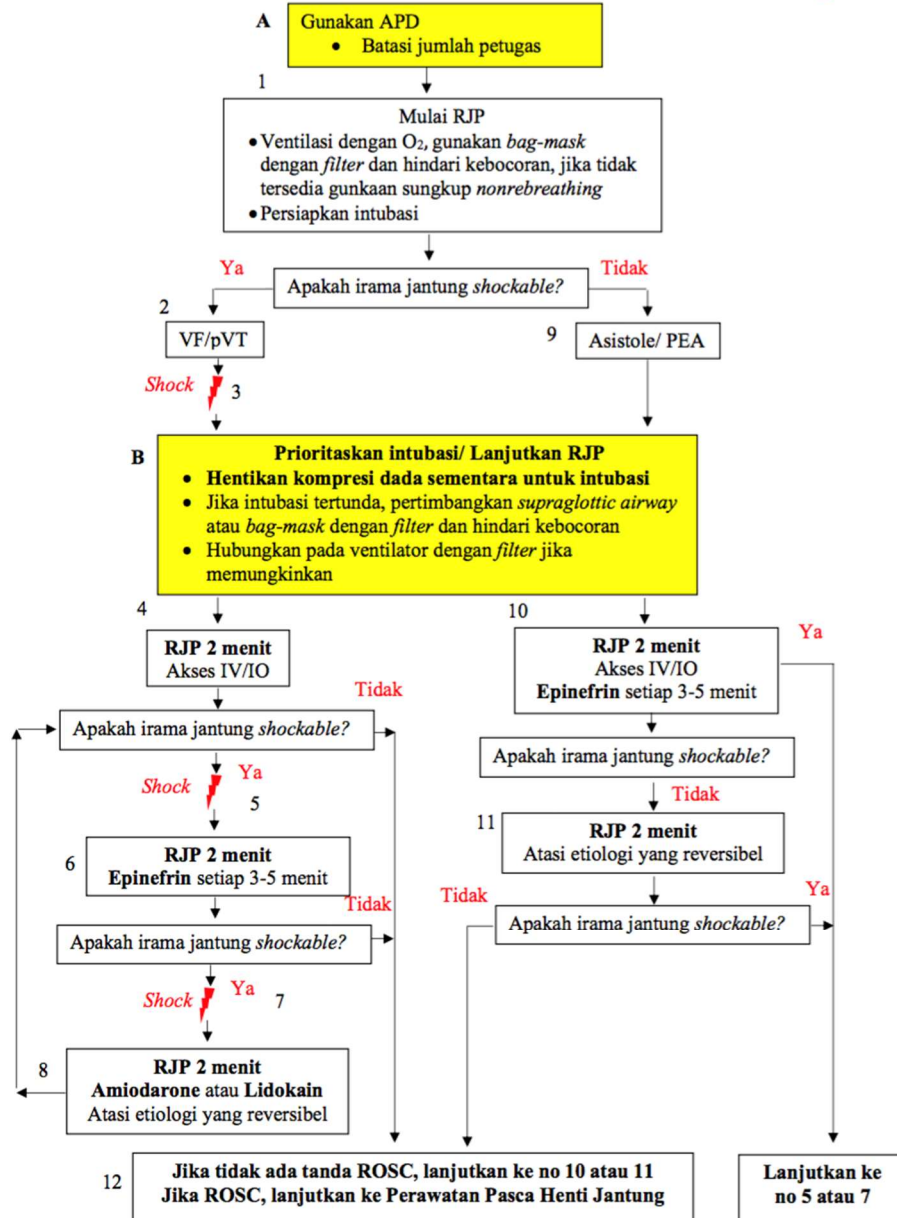 A
Gunakan APD
• Batasi jumlah petugas
1
Mulai RJP
• Ventilasi dengan O₂, gunakan bag-mask
dengan filter dan hindari kebocoran, jika tidak
tersedia gunkaan sungkup nonrebreathing
• Persiapkan intubasi
Ya
Apakah irama jantung shockable?
Tidak
2
VF/pVT
9
Asistole/ PEA
Shock
3
B
Prioritaskan intubasi/ Lanjutkan RJP
• Hentikan kompresi dada sementara untuk intubasi
• Jika intubasi tertunda, pertimbangkan supraglottic airway
atau bag-mask dengan filter dan hindari kebocoran
• Hubungkan pada ventilator dengan filter jika
memungkinkan
4
RJP 2 menit
Akses IV/IO
Tidak
Apakah irama jantung shockable?
Ya
Shock
5
6
RJP 2 menit
Epinefrin setiap 3-5 menit
Tidak
Apakah irama jantung shockable?
Ya
Shock
7
8
RJP 2 menit
Amiodarone atau Lidokain
Atasi etiologi yang reversibel
10
RJP 2 menit
Akses IV/IO
Epinefrin setiap 3-5 menit
Ya
Apakah irama jantung shockable?
Tidak
11
RJP 2 menit
Atasi etiologi yang reversibel
Tidak
Ya
Apakah irama jantung shockable?
12
Jika tidak ada tanda ROSC, lanjutkan ke no 10 atau 11
Jika ROSC, lanjutkan ke Perawatan Pasca Henti Jantung
Lanjutkan ke
no 5 atau 7